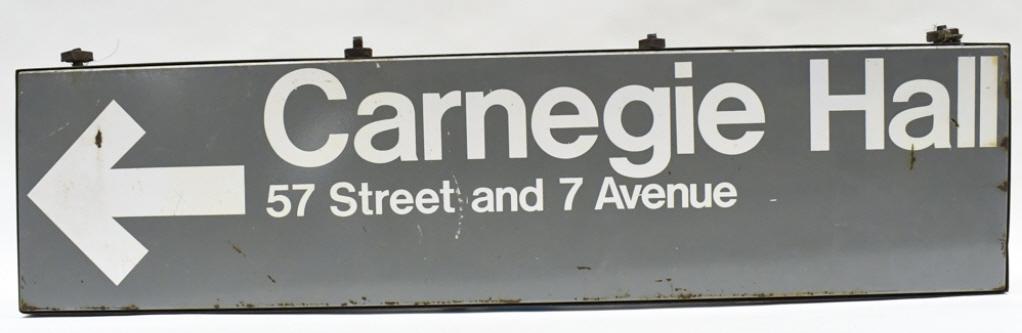 Carnegie Hall
57 Street and 7 Avenue